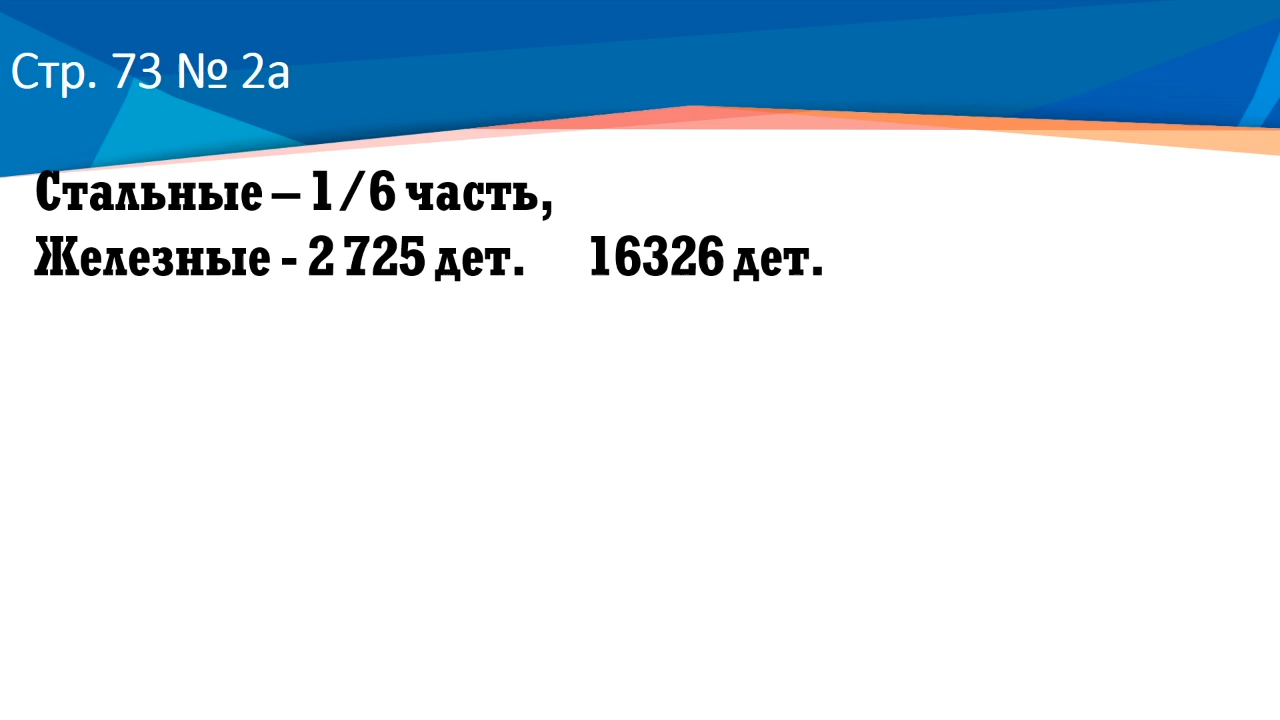 Стр. 73 № 2а
Стальные – 1/6 часть,
Железные - 2 725 дет. 16326 дет.